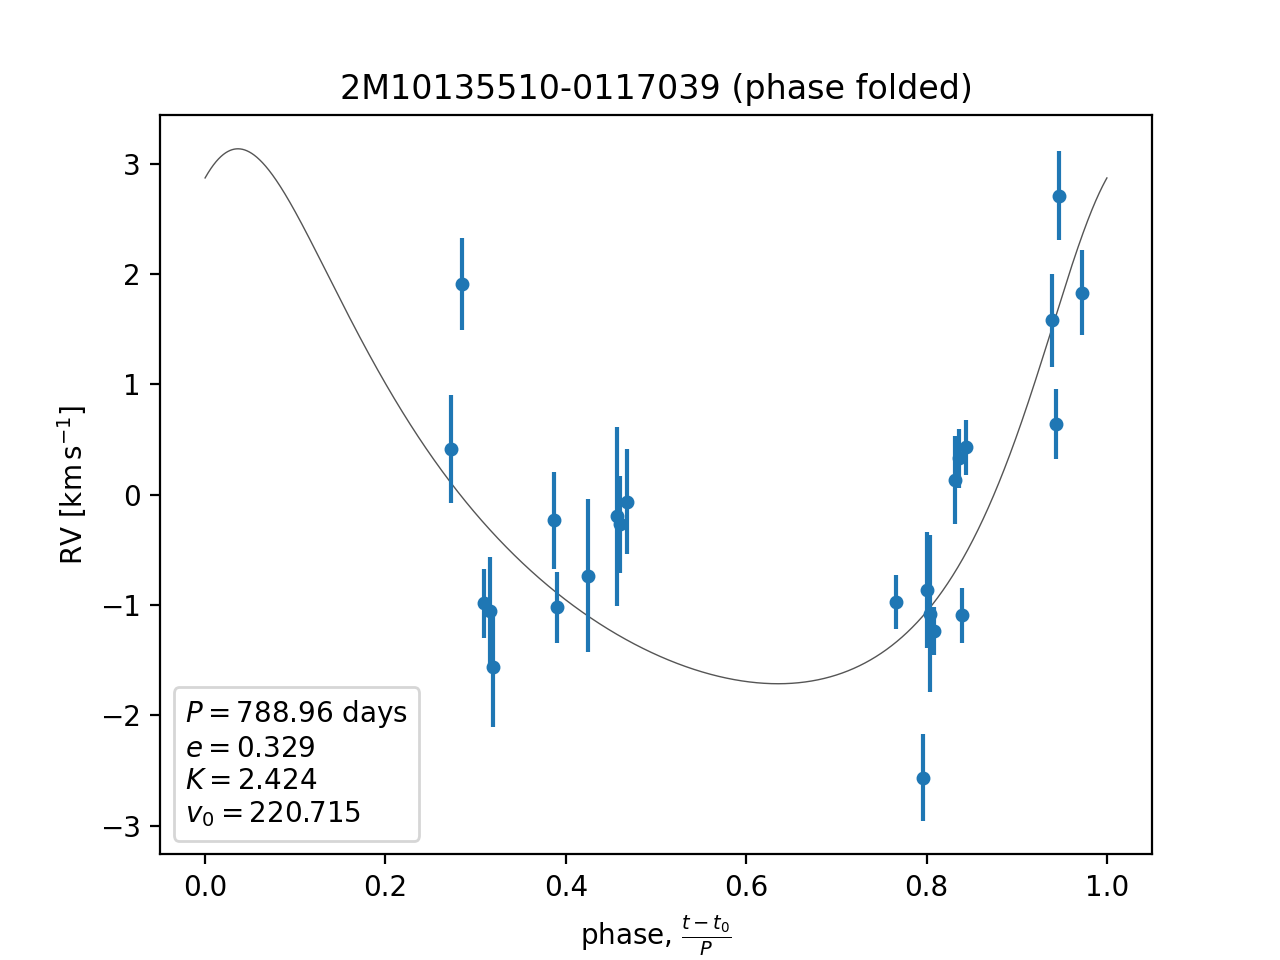 2M10135510-0117039 (phase folded)
RV [km s⁻¹]
3
2
1
0
−1
−2
−3
P = 788.96 days
e = 0.329
K = 2.424
v₀ = 220.715
0.0 0.2 0.4 0.6 0.8 1.0
phase, (t − t₀)/P